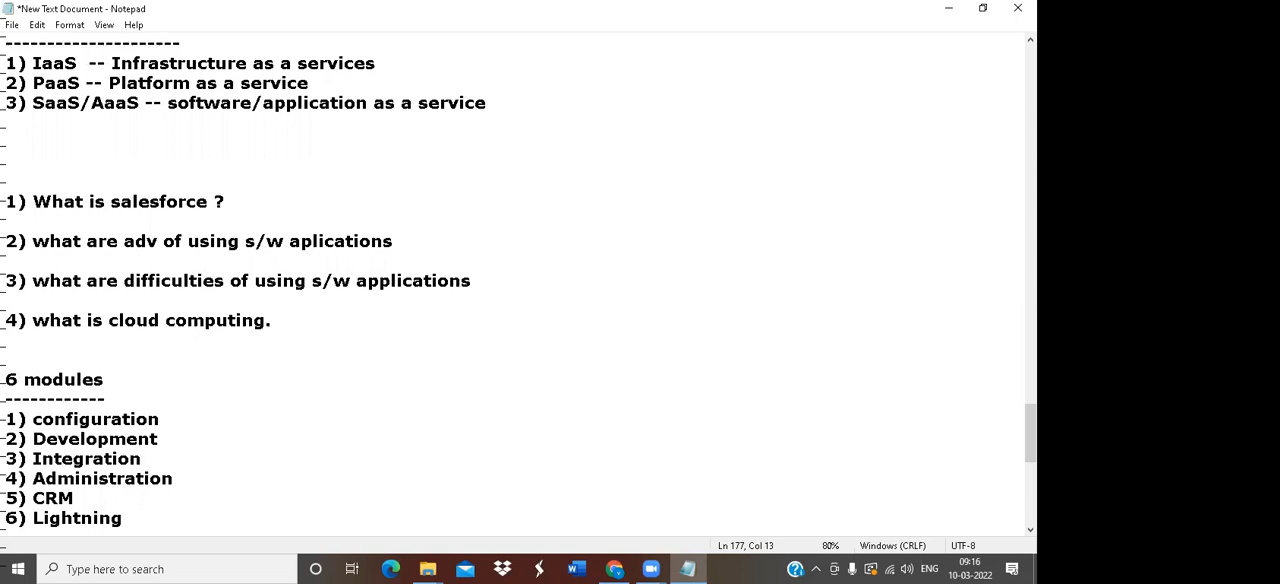 *New Text Document - Notepad
File Edit Format View Help
---------------------
1) IaaS -- Infrastructure as a services
2) PaaS -- Platform as a service
3) SaaS/AaaS -- software/application as a service
1) What is salesforce ?
2) what are adv of using s/w aplications
3) what are difficulties of using s/w applications
4) what is cloud computing.
6 modules
------------
1) configuration
2) Development
3) Integration
4) Administration
5) CRM
6) Lightning
Ln 177, Col 13 80% Windows (CRLF) UTF-8
Type here to search
ENG
09:16
10-03-2022